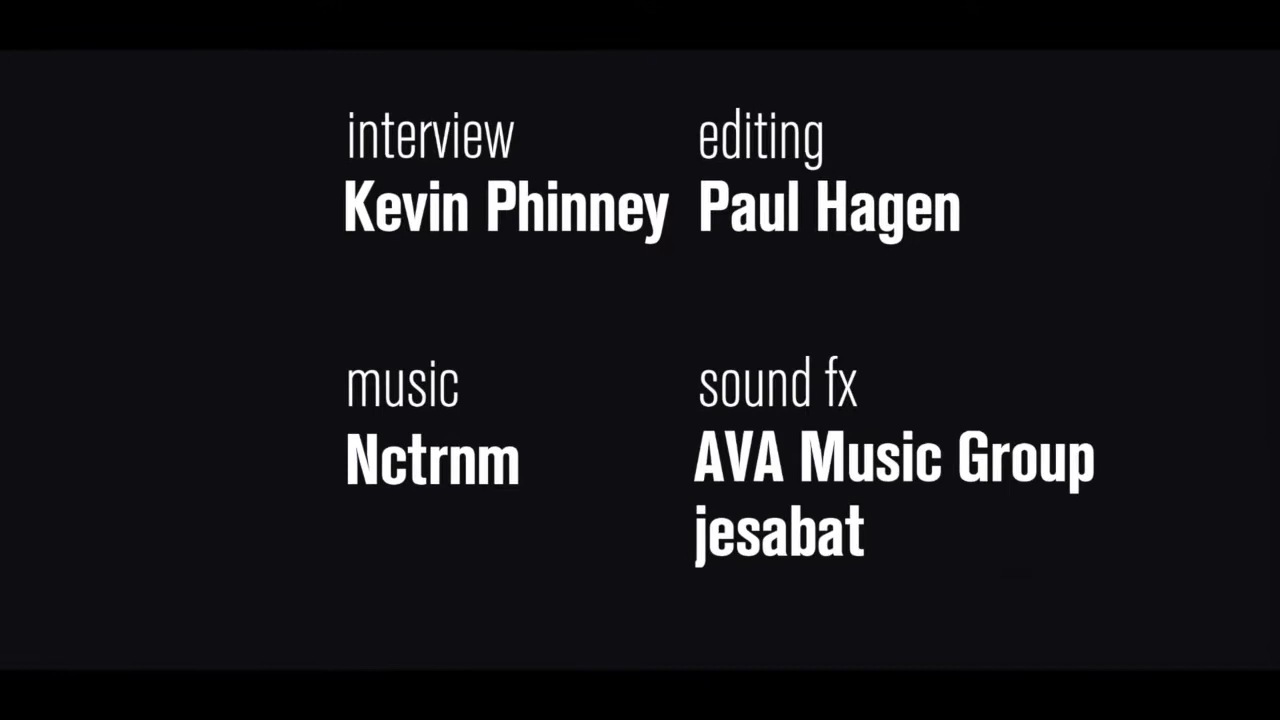 interview
Kevin Phinney
editing
Paul Hagen
music
Nctrnm
sound fx
AVA Music Group
jesabat